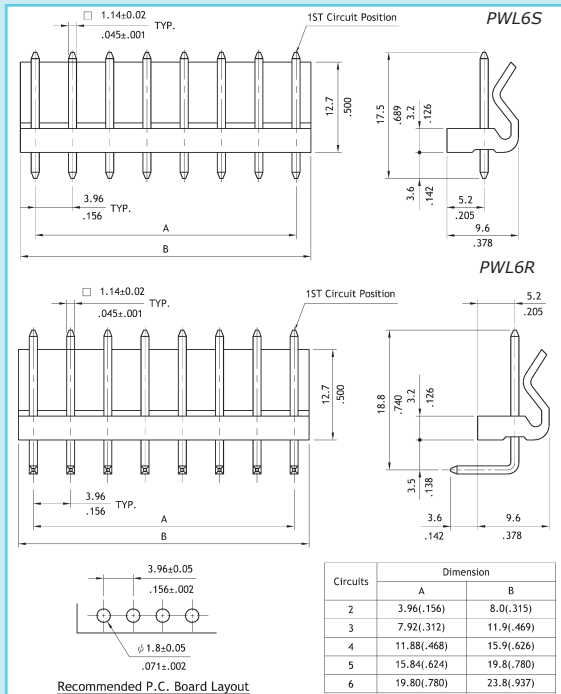 PWL6S
□ 1.14±0.02
.045±.001
TYP.
1ST Circuit Position
12.7
.500
3.96
.156
TYP.
A
B
17.5
.689
3.2
.126
3.6
.142
5.2
.205
9.6
.378
PWL6R
□ 1.14±0.02
.045±.001
TYP.
1ST Circuit Position
12.7
.500
3.96
.156
TYP.
A
B
5.2
.205
18.8
.740
3.2
.126
3.5
.138
3.6
.142
9.6
.378
3.96±0.05
.156±.002
ϕ 1.8±0.05
.071±.002
Recommended P.C. Board Layout
Circuits Dimension
A B
2 3.96(.156) 8.0(.315)
3 7.92(.312) 11.9(.469)
4 11.88(.468) 15.9(.626)
5 15.84(.624) 19.8(.780)
6 19.80(.780) 23.8(.937)